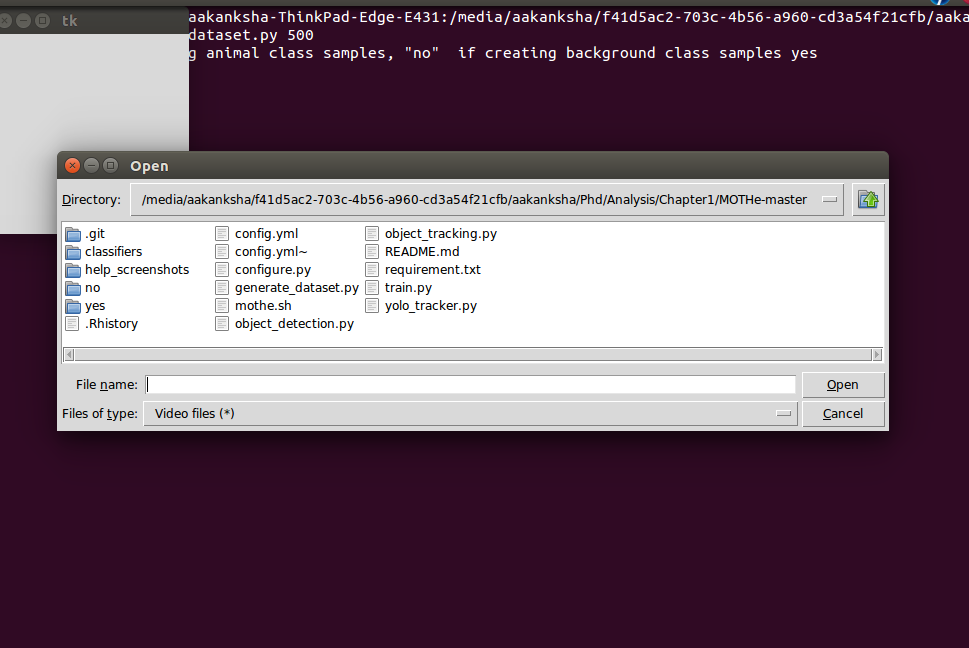 tk
aakanksha-ThinkPad-Edge-E431:/media/aakanksha/f41d5ac2-703c-4b56-a960-cd3a54f21cfb/aaka
dataset.py 500
g animal class samples, "no"  if creating background class samples yes
Open
Directory: /media/aakanksha/f41d5ac2-703c-4b56-a960-cd3a54f21cfb/aakanksha/Phd/Analysis/Chapter1/MOTHe-master
.git config.yml object_tracking.py
classifiers config.yml~ README.md
help_screenshots configure.py requirement.txt
no generate_dataset.py train.py
yes mothe.sh yolo_tracker.py
.Rhistory object_detection.py
File name: Open
Files of type: Video files (*) Cancel